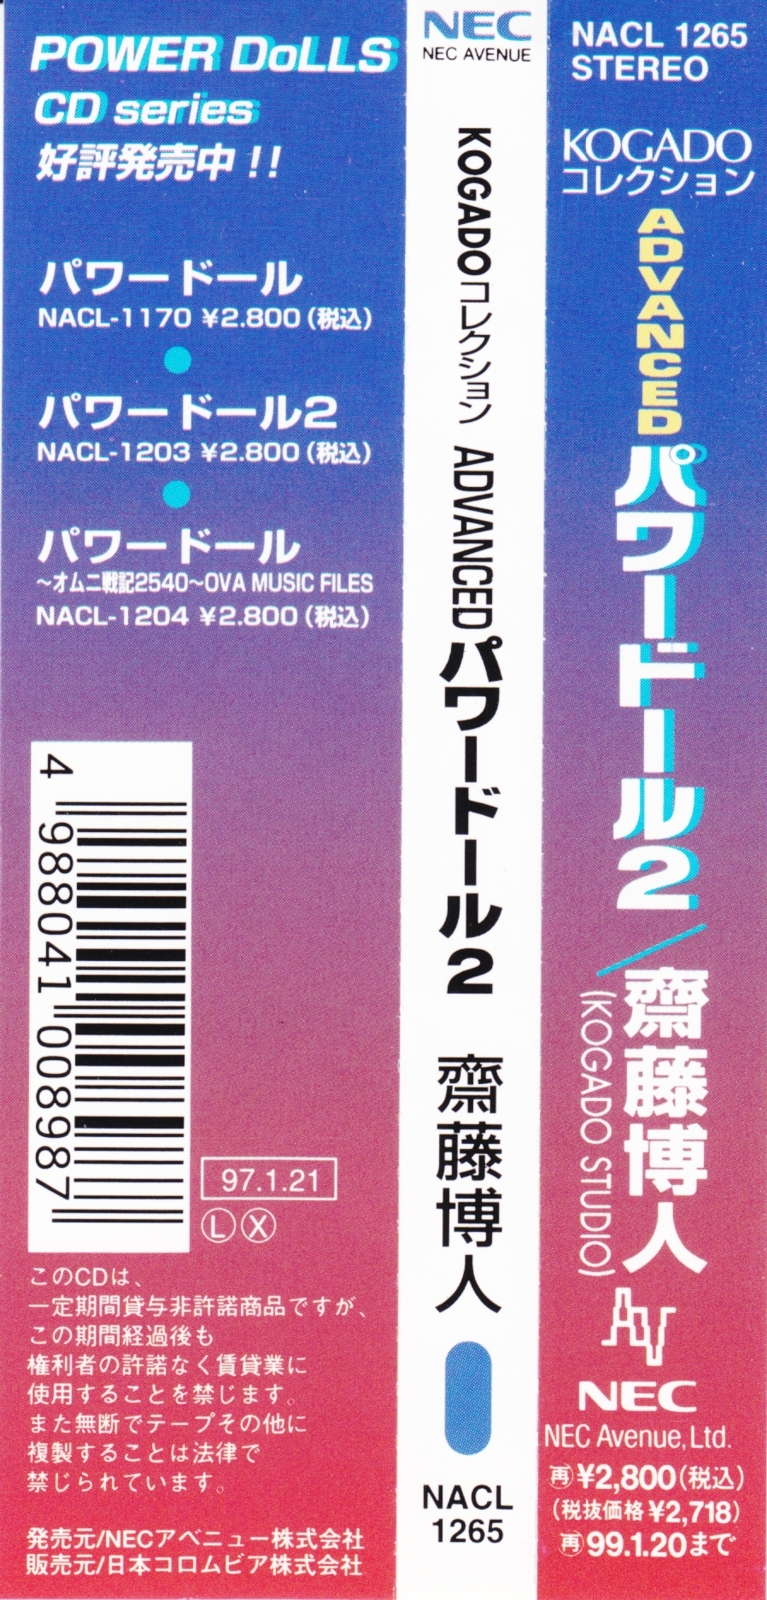 POWER DoLLS
CD series
好評発売中!!
パワードール
NACL-1170 ¥2.800(税込)
パワードール2
NACL-1203 ¥2.800(税込)
パワードール
～オムニ戦記2540～OVA MUSIC FILES
NACL-1204 ¥2.800(税込)
4 988041 008987
97.1.21
Ⓛ Ⓧ
このCDは、
一定期間貸与非許諾商品ですが、
この期間経過後も
権利者の許諾なく賃貸業に
使用することを禁じます。
また無断でテープその他に
複製することは法律で
禁じられています。
発売元/NECアベニュー株式会社
販売元/日本コロムビア株式会社
NEC
NEC AVENUE
KOGADOコレクション ADVANCEDパワードール2 齋藤博人
NACL
1265
NACL 1265
STEREO
KOGADO
コレクション
ADVANCED
パワードール2/齋藤博人
(KOGADO STUDIO)
AV
NEC
NEC Avenue, Ltd.
再¥2,800(税込)
(税抜価格¥2,718)
再99.1.20まで